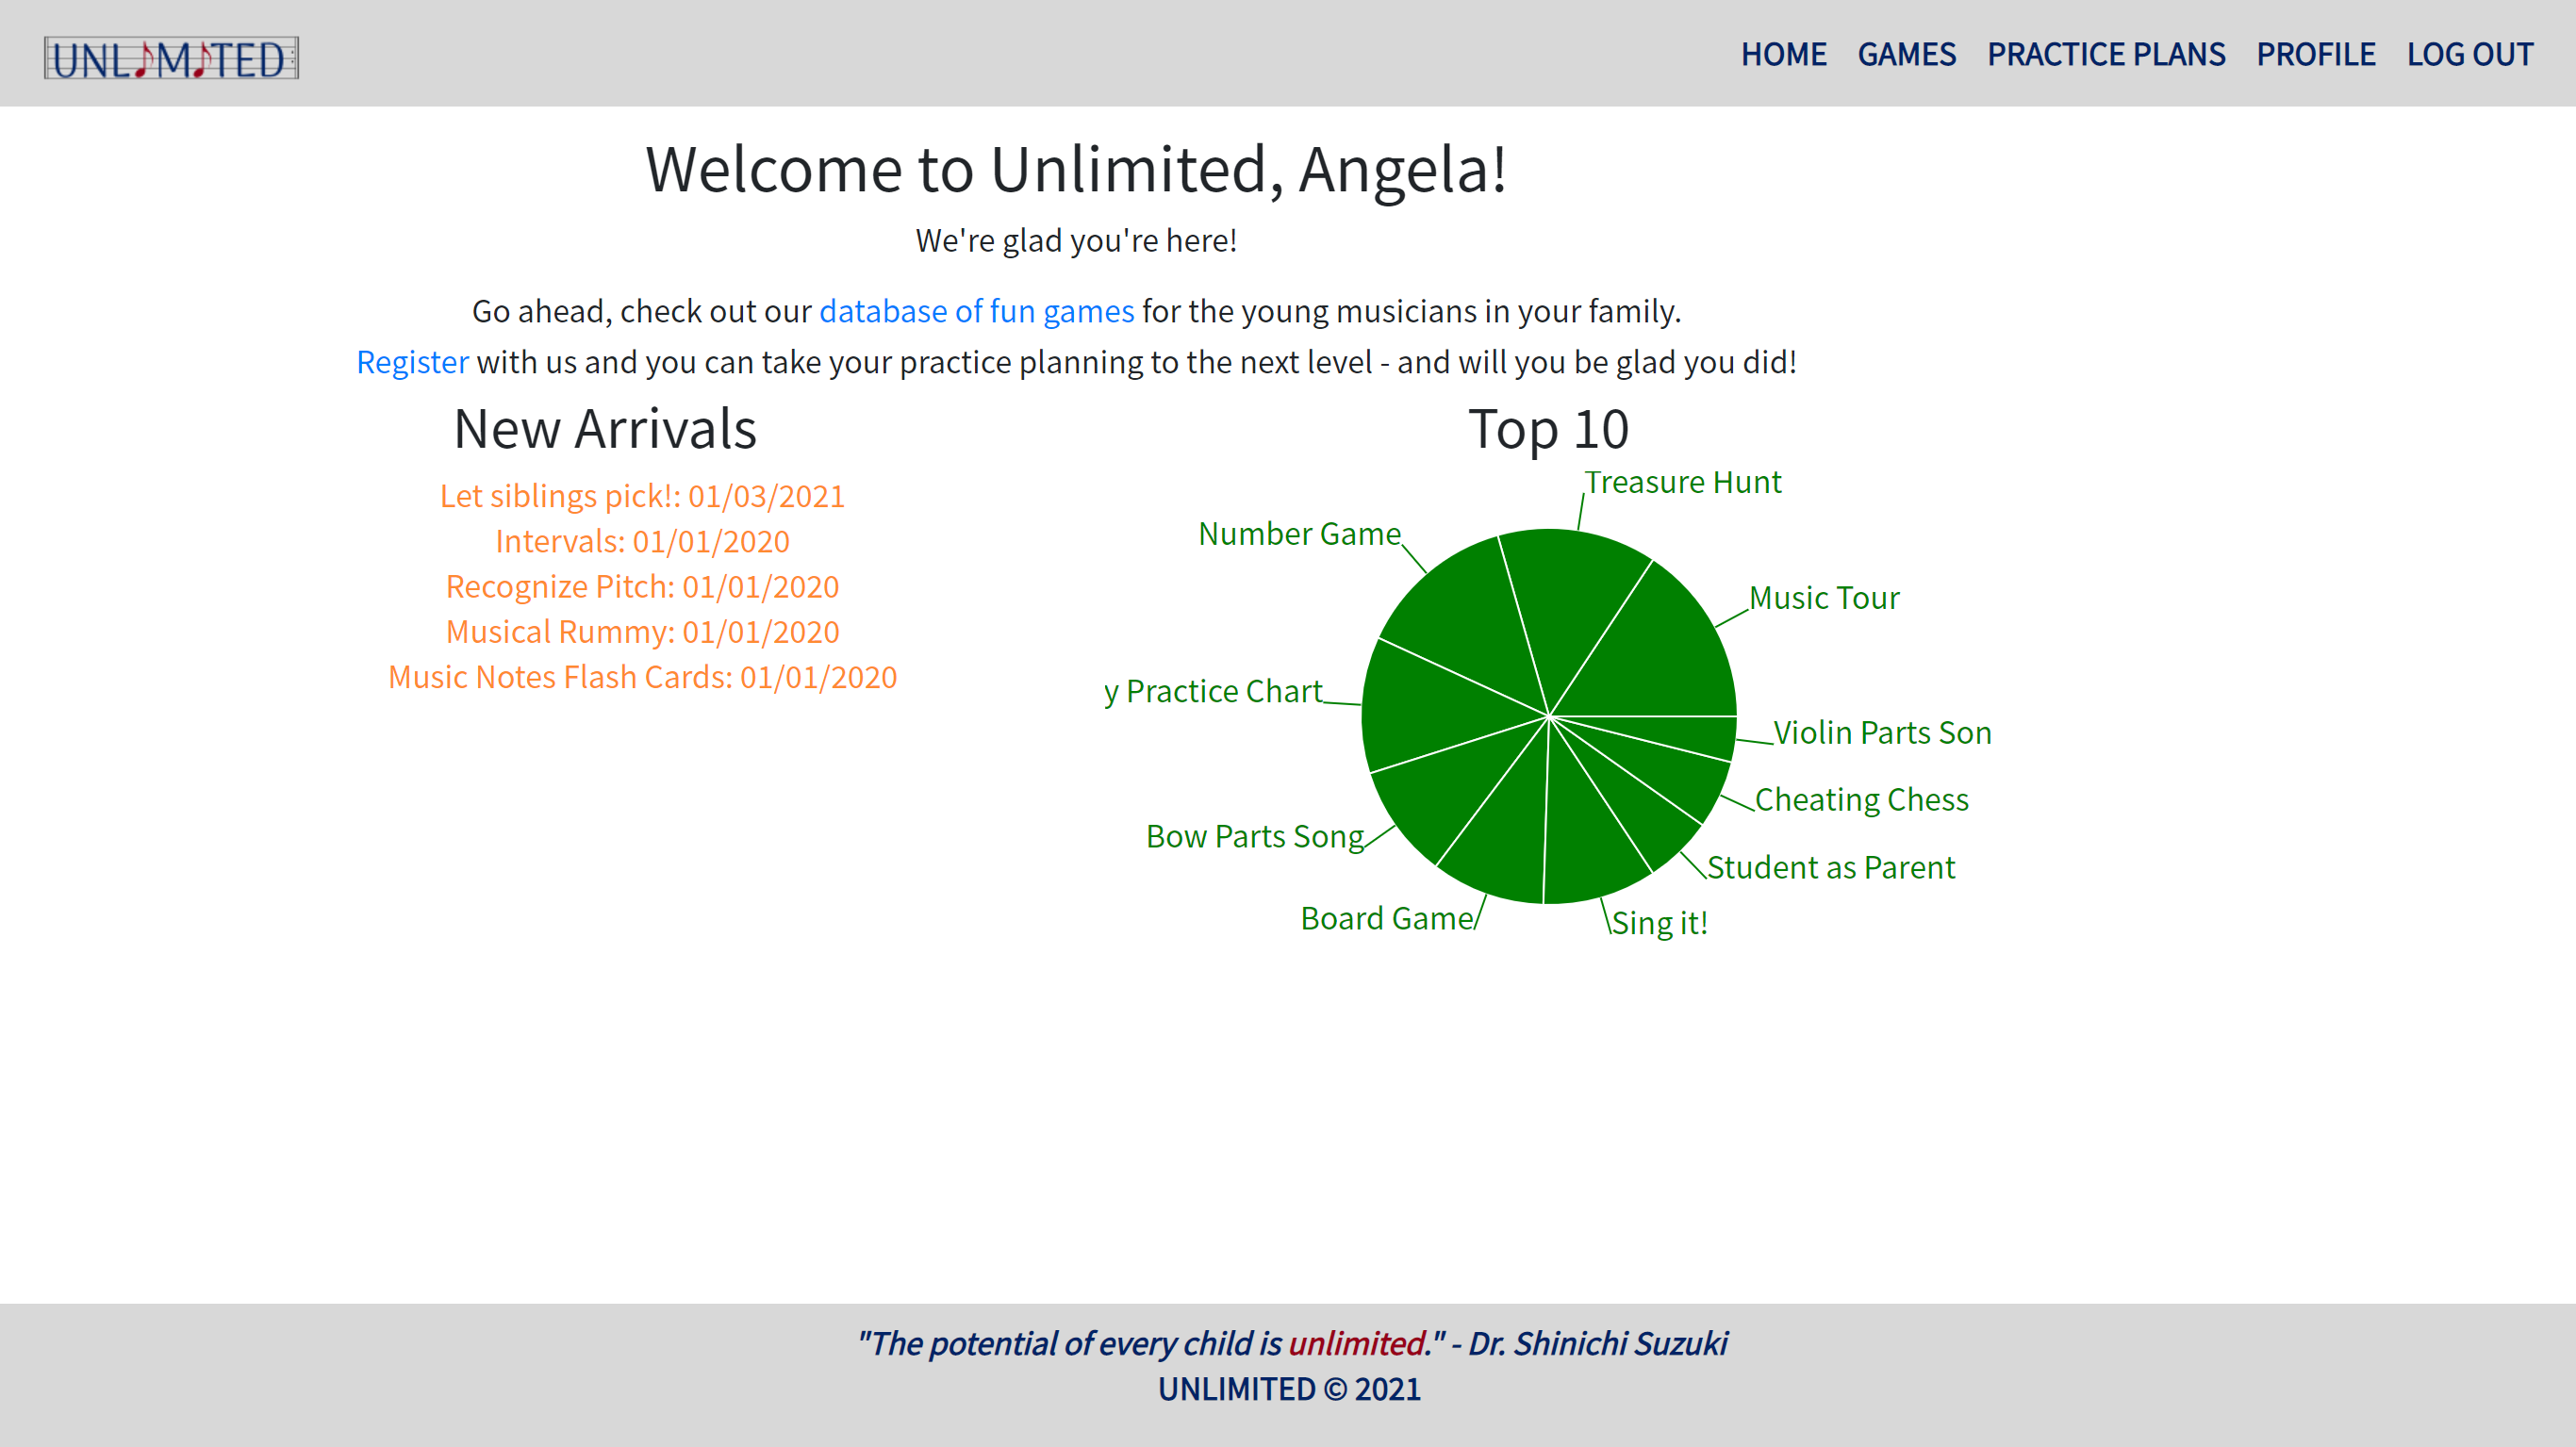 UNLIMITED
HOME GAMES PRACTICE PLANS PROFILE LOG OUT
Welcome to Unlimited, Angela!
We're glad you're here!
Go ahead, check out our database of fun games for the young musicians in your family.
Register with us and you can take your practice planning to the next level - and will you be glad you did!
New Arrivals
Let siblings pick!: 01/03/2021
Intervals: 01/01/2020
Recognize Pitch: 01/01/2020
Musical Rummy: 01/01/2020
Music Notes Flash Cards: 01/01/2020
Top 10
Treasure Hunt
Number Game
Music Tour
y Practice Chart
Violin Parts Son
Cheating Chess
Bow Parts Song
Student as Parent
Board Game
Sing it!
"The potential of every child is unlimited." - Dr. Shinichi Suzuki
UNLIMITED © 2021